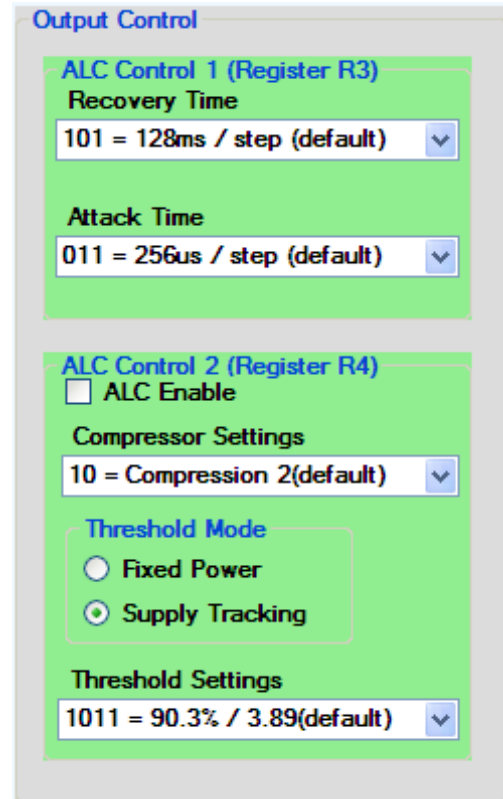 Output Control
ALC Control 1 (Register R3)
Recovery Time
101 = 128ms / step (default)
Attack Time
011 = 256us / step (default)
ALC Control 2 (Register R4)
ALC Enable
Compressor Settings
10 = Compression 2(default)
Threshold Mode
Fixed Power
Supply Tracking
Threshold Settings
1011 = 90.3% / 3.89(default)